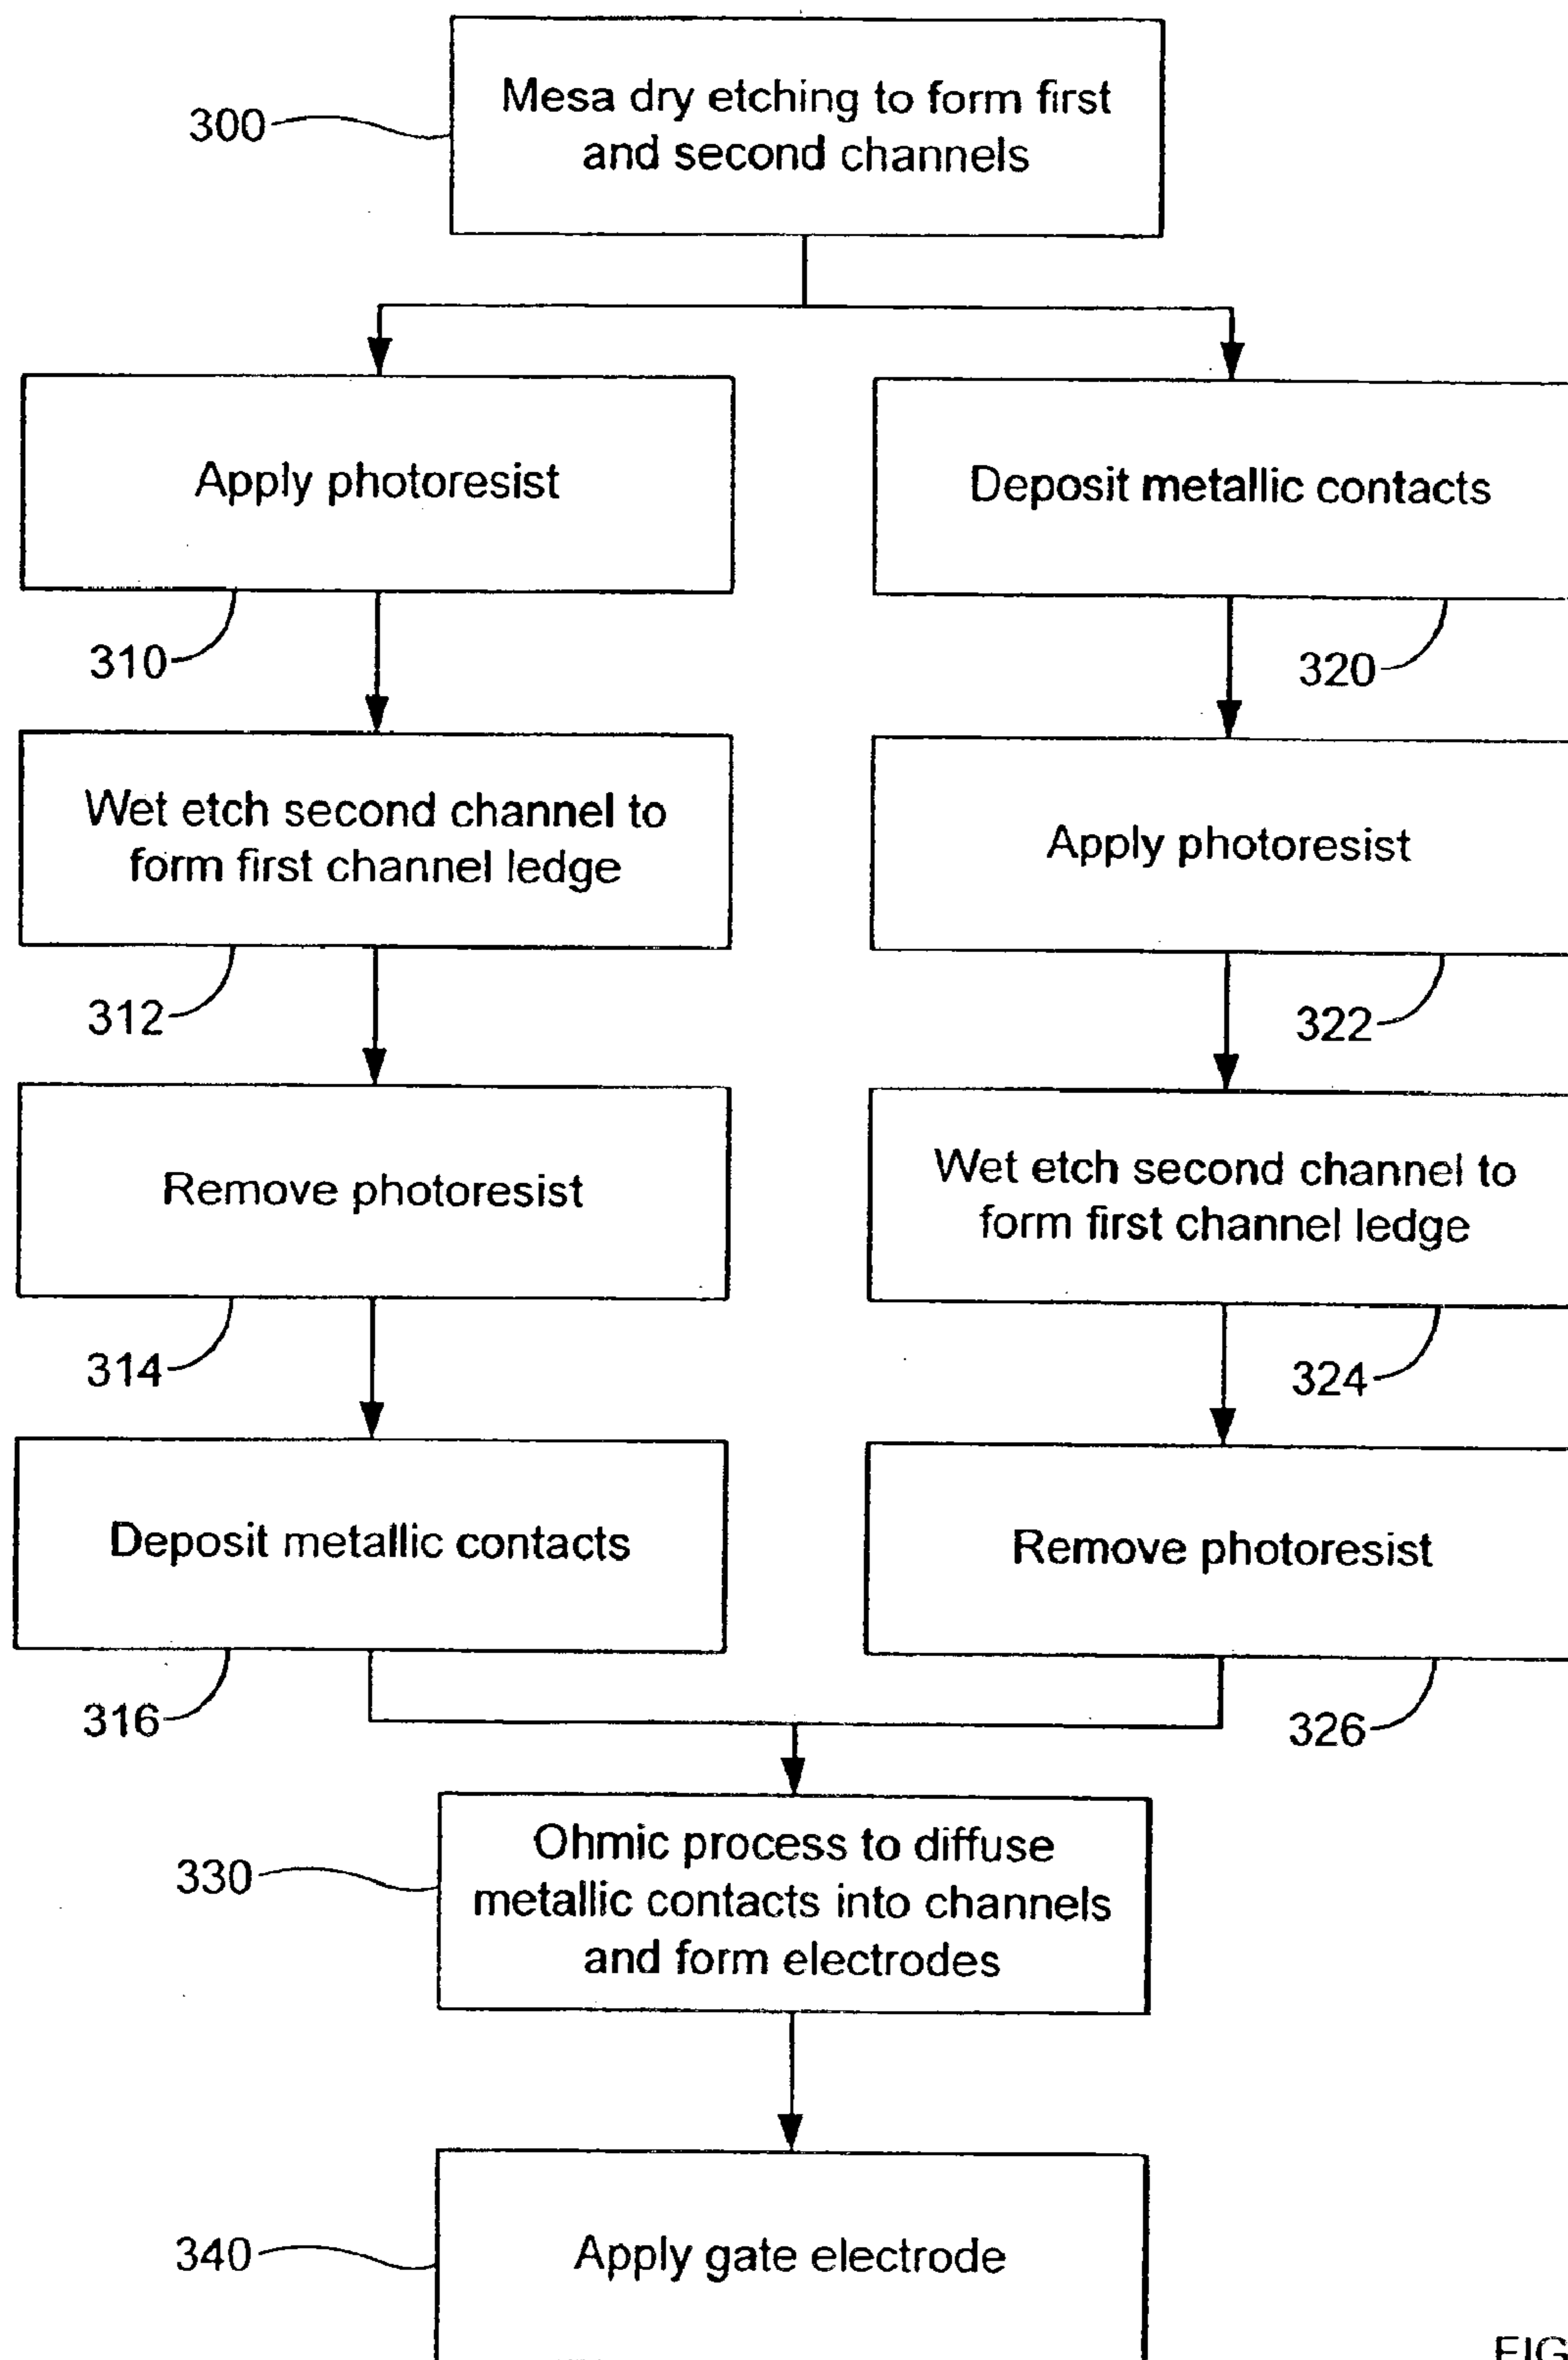 Mesa dry etching to form first
and second channels
300
Apply photoresist
310
Deposit metallic contacts
320
Wet etch second channel to
form first channel ledge
312
Apply photoresist
322
Remove photoresist
314
Wet etch second channel to
form first channel ledge
324
Deposit metallic contacts
316
Remove photoresist
326
Ohmic process to diffuse
metallic contacts into channels
and form electrodes
330
Apply gate electrode
340
FIG